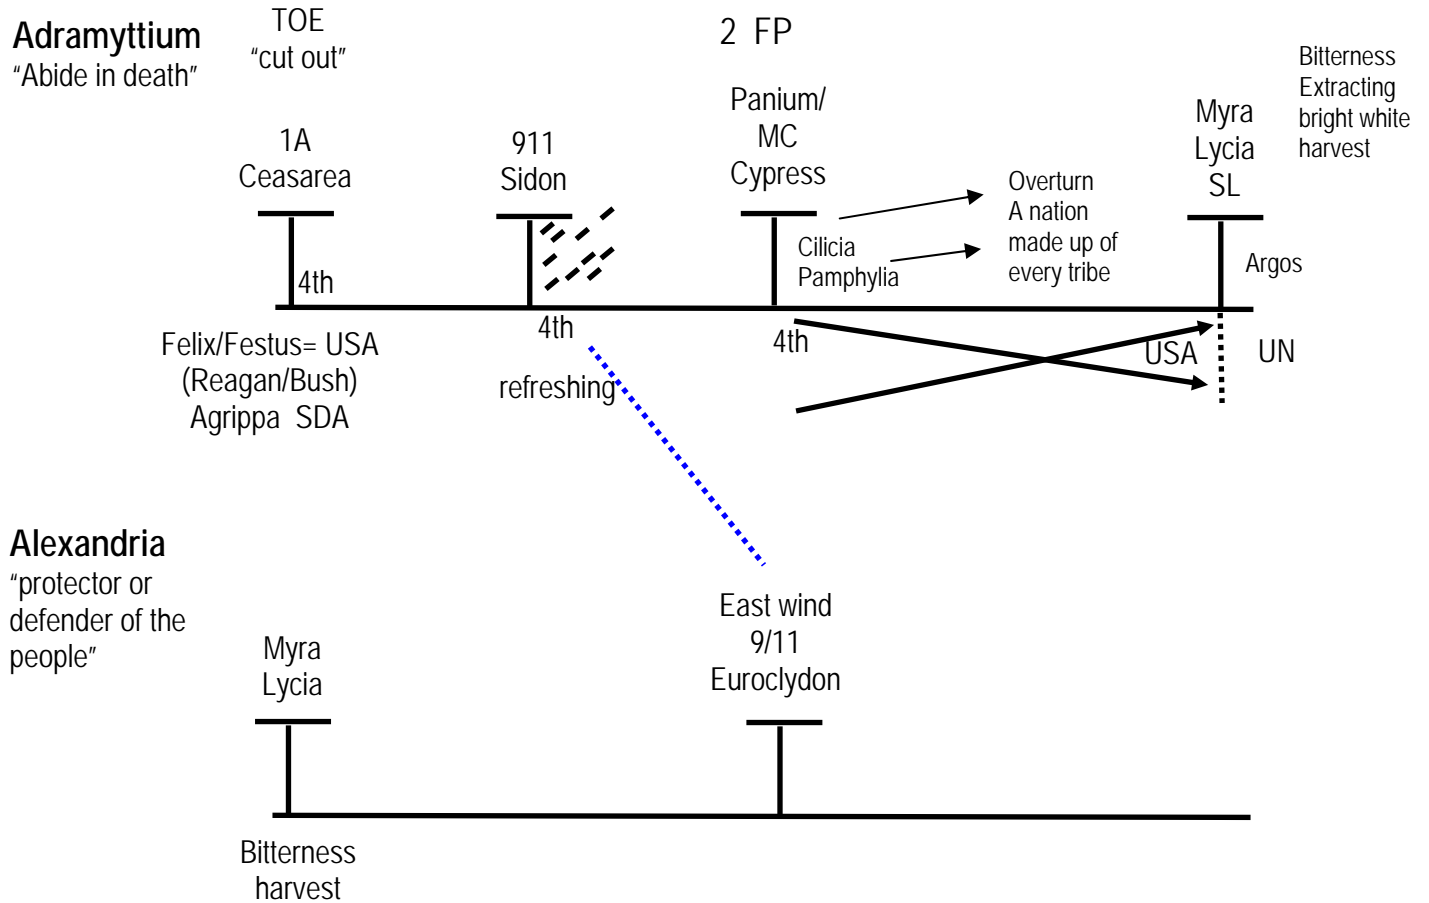 Adramyttium
“Abide in death”
TOE
“cut out”
2 FP
Bitterness
Extracting
bright white
harvest
1A
Ceasarea
911
Sidon
Panium/
MC
Cypress
Myra
Lycia
SL
Overturn
A nation
made up of
every tribe
Cilicia
Pamphylia
Argos
4th
4th
4th
USA
UN
Felix/Festus= USA
(Reagan/Bush)
Agrippa SDA
refreshing
Alexandria
“protector or
defender of the
people”
Myra
Lycia
East wind
9/11
Euroclydon
Bitterness
harvest